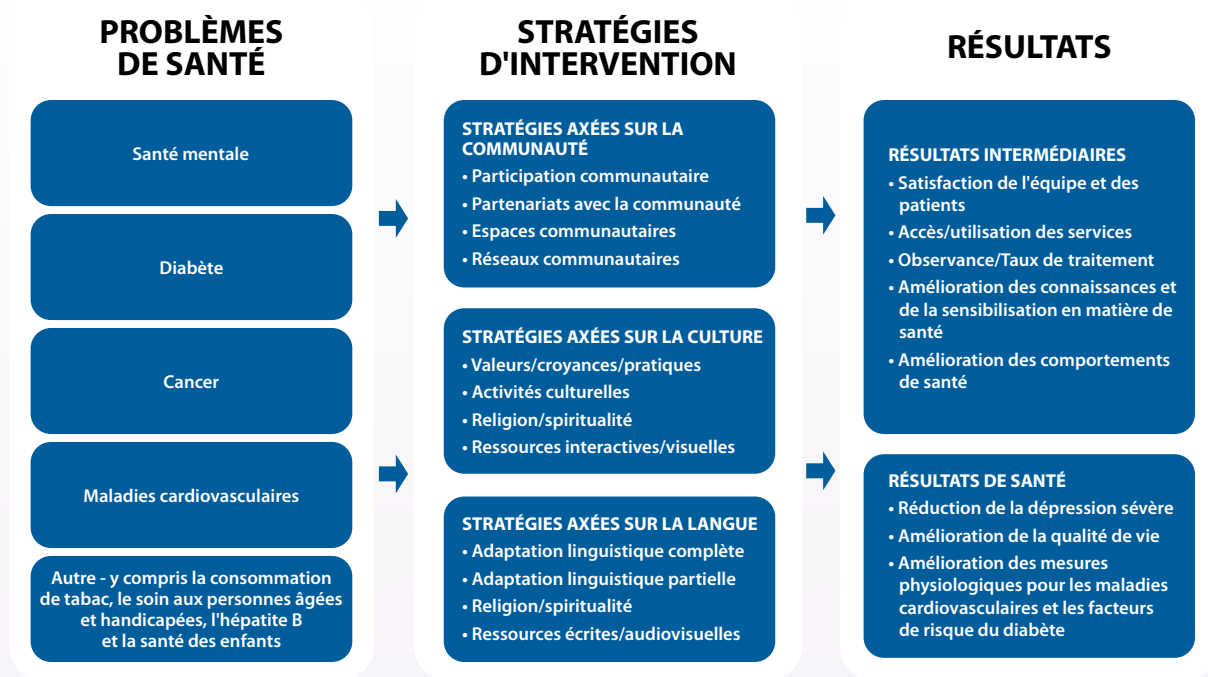 PROBLÈMES
DE SANTÉ
Santé mentale
Diabète
Cancer
Maladies cardiovasculaires
Autre - y compris la consommation
de tabac, le soin aux personnes âgées
et handicapées, l'hépatite B
et la santé des enfants
STRATÉGIES
D'INTERVENTION
STRATÉGIES AXÉES SUR LA
COMMUNAUTÉ
• Participation communautaire
• Partenariats avec la communauté
• Espaces communautaires
• Réseaux communautaires
STRATÉGIES AXÉES SUR LA CULTURE
• Valeurs/croyances/pratiques
• Activités culturelles
• Religion/spiritualité
• Ressources interactives/visuelles
STRATÉGIES AXÉES SUR LA LANGUE
• Adaptation linguistique complète
• Adaptation linguistique partielle
• Religion/spiritualité
• Ressources écrites/audiovisuelles
RÉSULTATS
RÉSULTATS INTERMÉDIAIRES
• Satisfaction de l'équipe et des
patients
• Accès/utilisation des services
• Observance/Taux de traitement
• Amélioration des connaissances et
de la sensibilisation en matière de
santé
• Amélioration des comportements
de santé
RÉSULTATS DE SANTÉ
• Réduction de la dépression sévère
• Amélioration de la qualité de vie
• Amélioration des mesures
physiologiques pour les maladies
cardiovasculaires et les facteurs
de risque du diabète